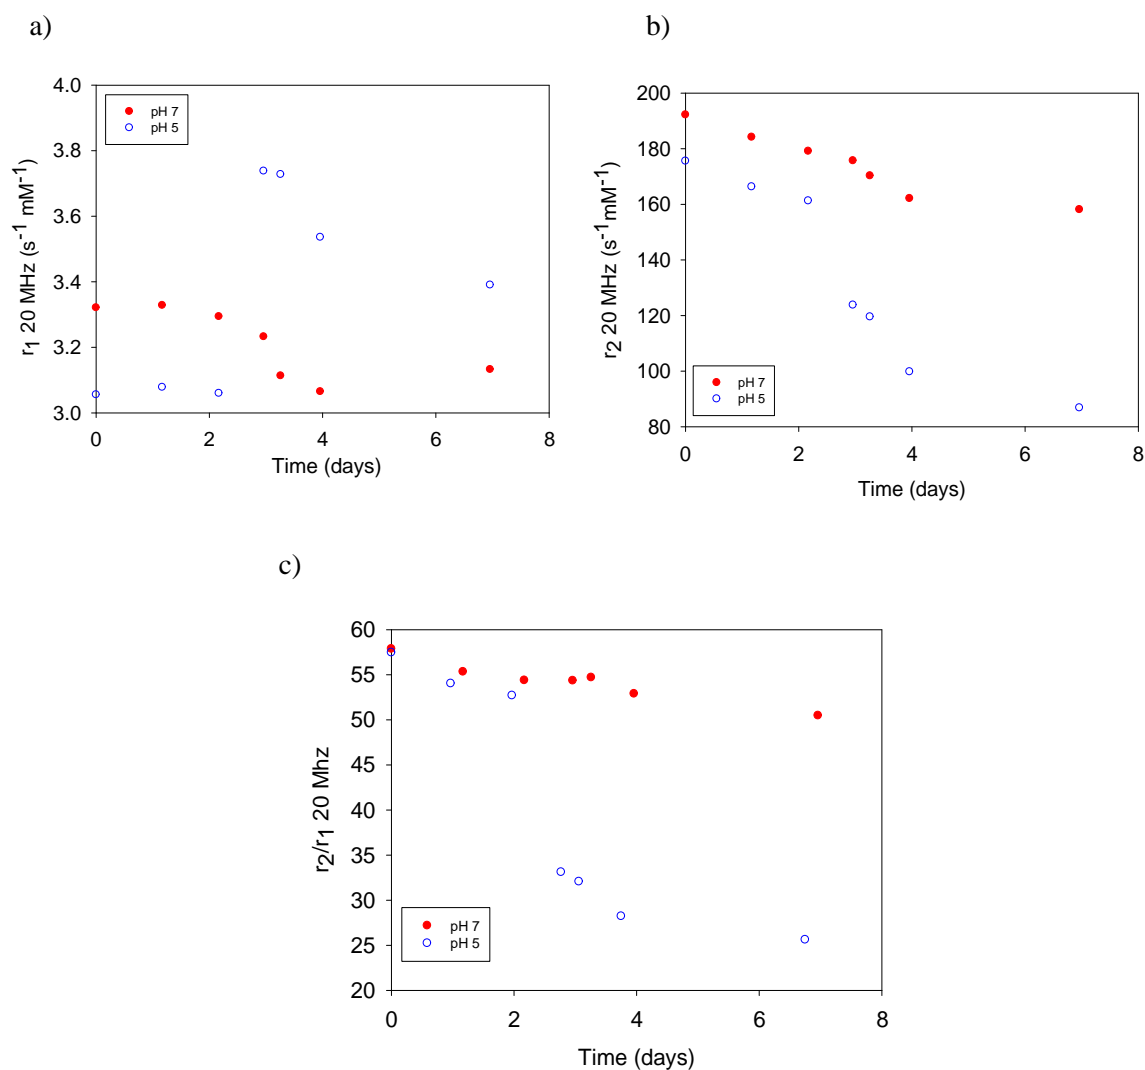 a)
4.0
3.8
3.6
3.4
3.2
3.0
r1 20 MHz (s-1 mM-1)
pH 7
pH 5
0 2 4 6 8
Time (days)
b)
200
180
160
140
120
100
80
r2 20 MHz (s-1mM-1)
pH 7
pH 5
0 2 4 6 8
Time (days)
c)
60
55
50
45
40
35
30
25
20
r2/r1 20 Mhz
pH 7
pH 5
0 2 4 6 8
Time (days)